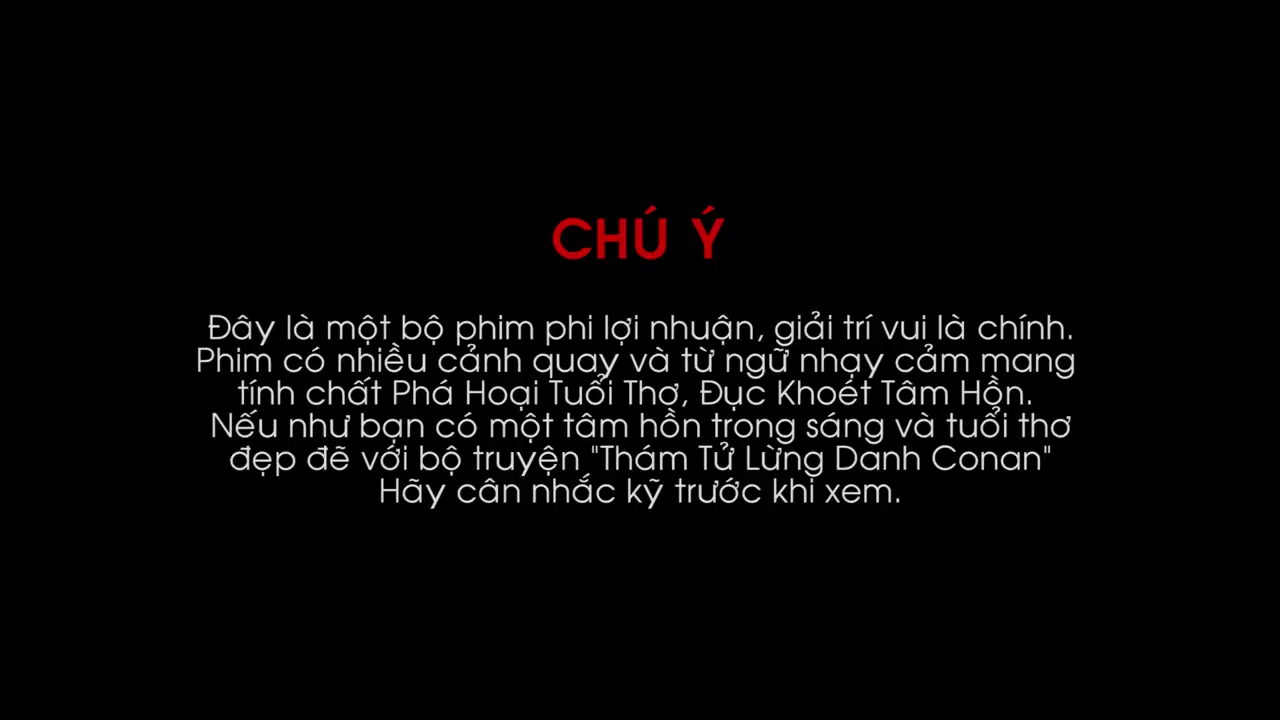 CHÚ Ý
Đây là một bộ phim phi lợi nhuận, giải trí vui là chính.
Phim có nhiều cảnh quay và từ ngữ nhạy cảm mang
tính chất Phá Hoại Tuổi Thơ, Đục Khoét Tâm Hồn.
Nếu như bạn có một tâm hồn trong sáng và tuổi thơ
đẹp đẽ với bộ truyện "Thám Tử Lừng Danh Conan"
Hãy cân nhắc kỹ trước khi xem.